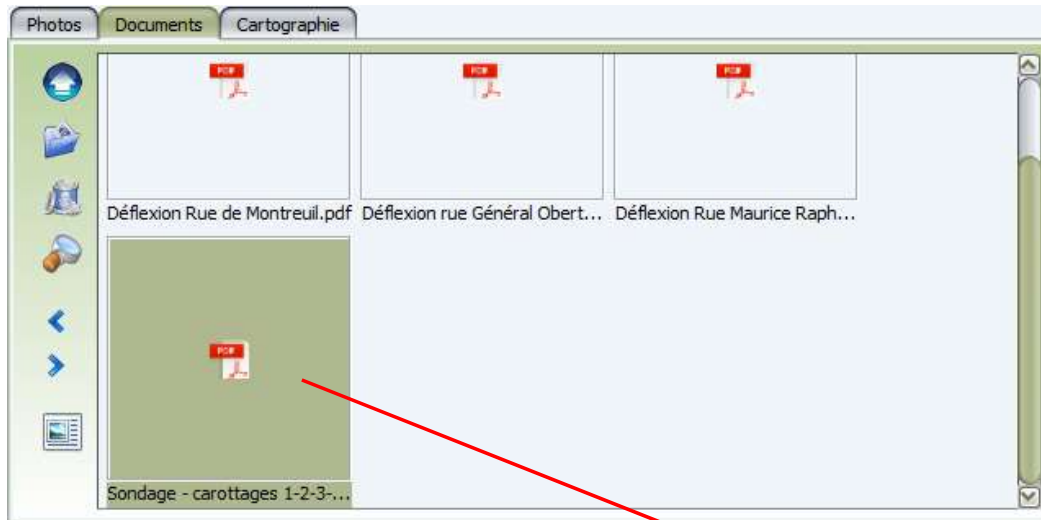 Photos Documents Cartographie
PDF PDF PDF
Déflexion Rue de Montreuil.pdf Déflexion rue Général Obert... Déflexion Rue Maurice Raph...
PDF
Sondage - carottages 1-2-3-...